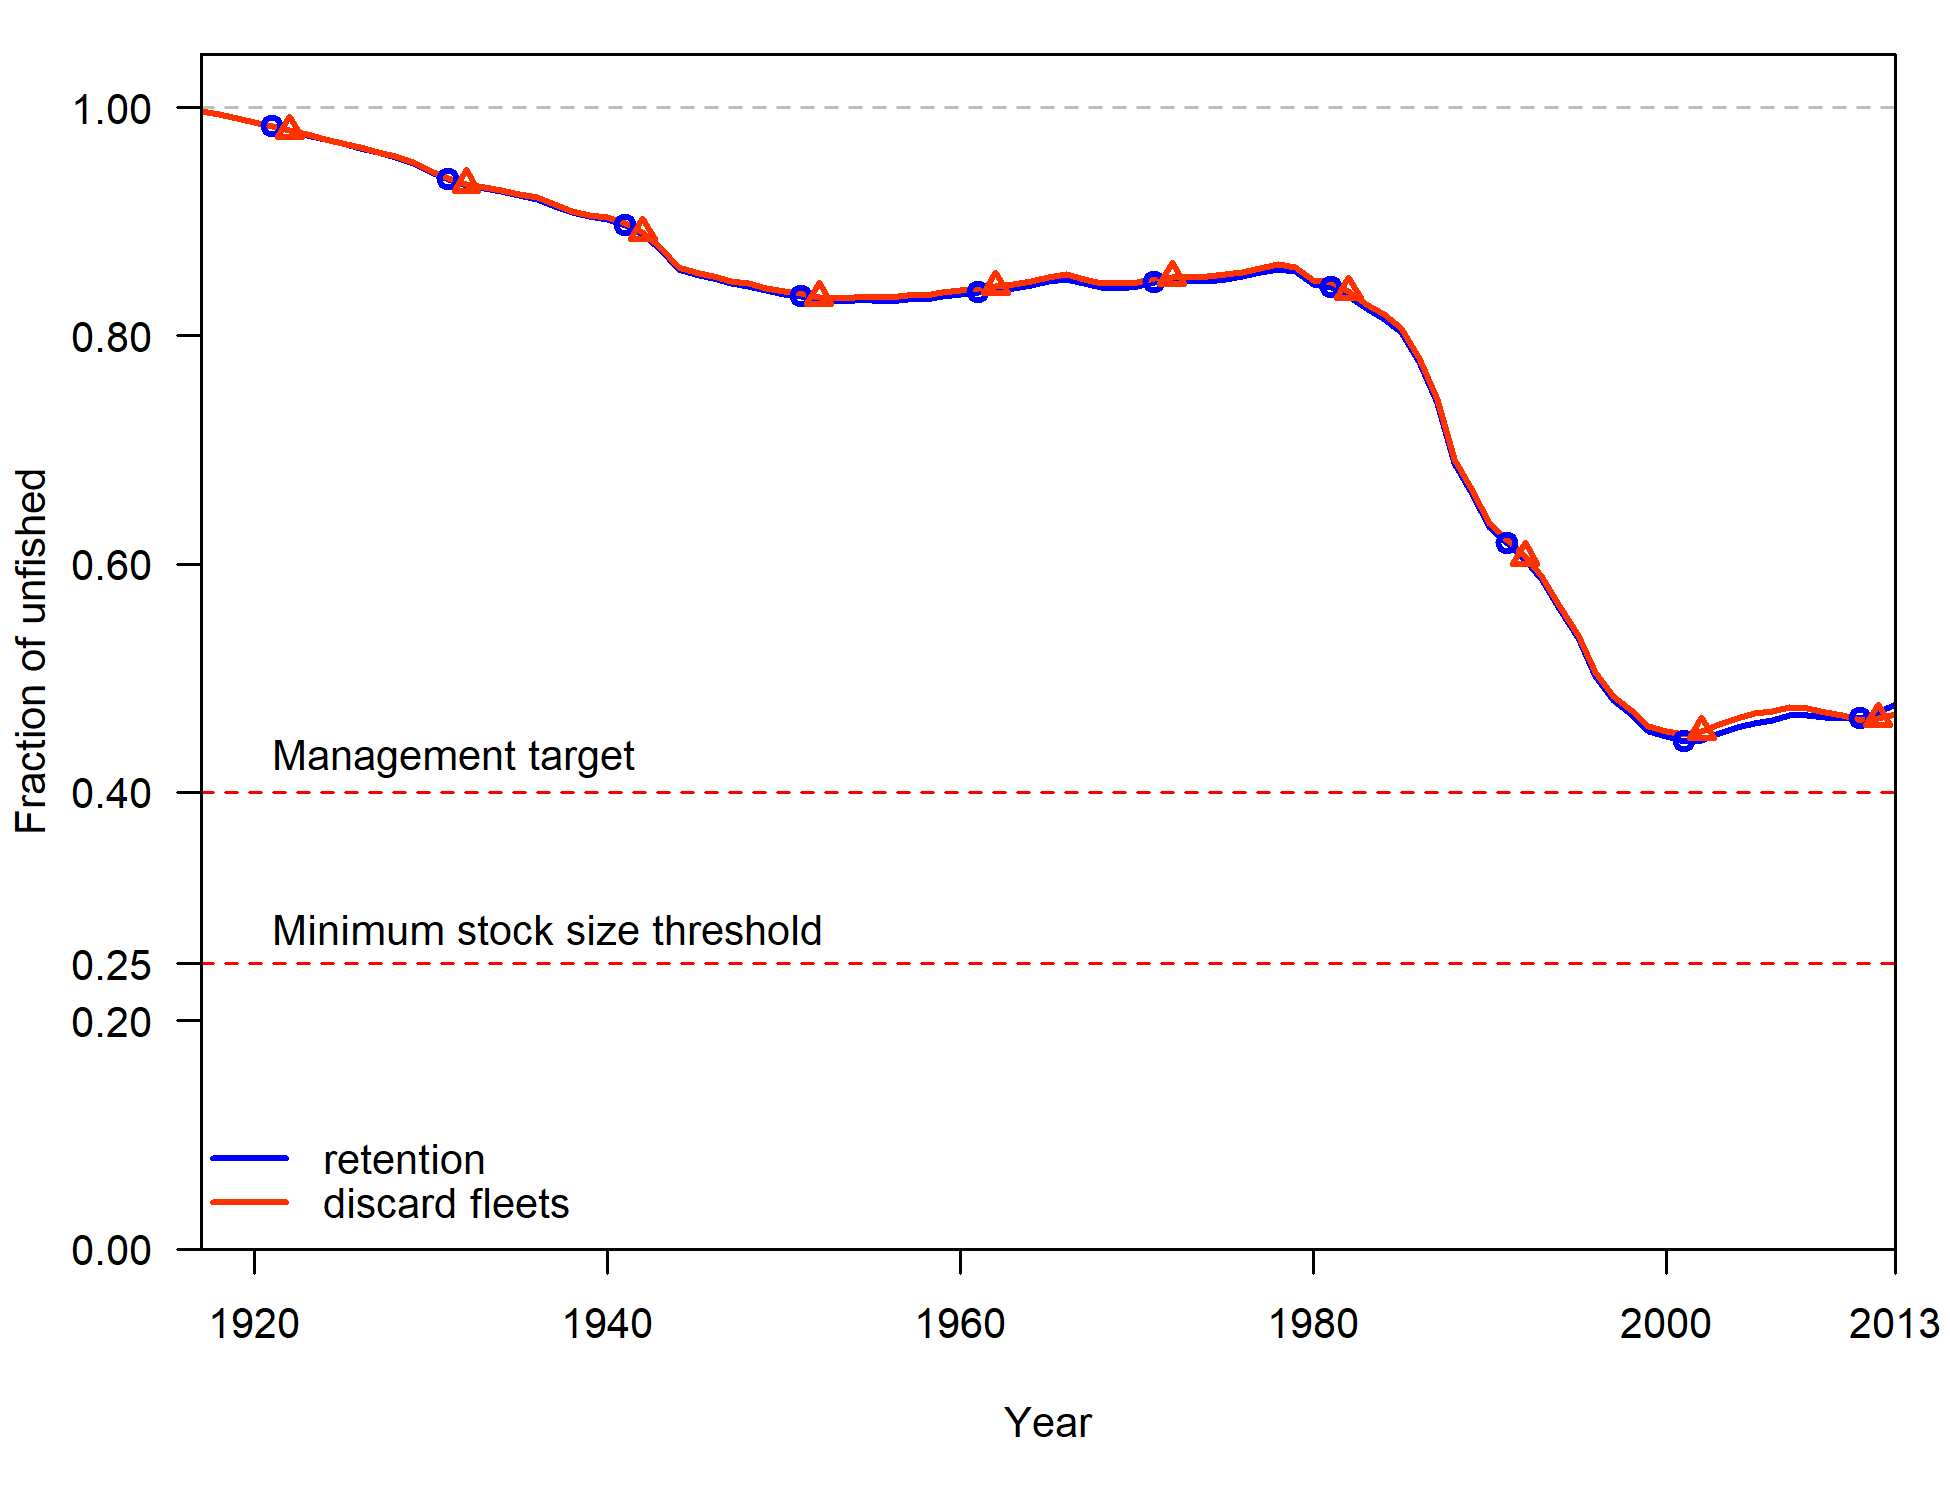 1.00
0.80
0.60
0.40
0.25
0.20
0.00
Fraction of unfished
Management target
Minimum stock size threshold
retention
discard fleets
1920 1940 1960 1980 2000 2013
Year